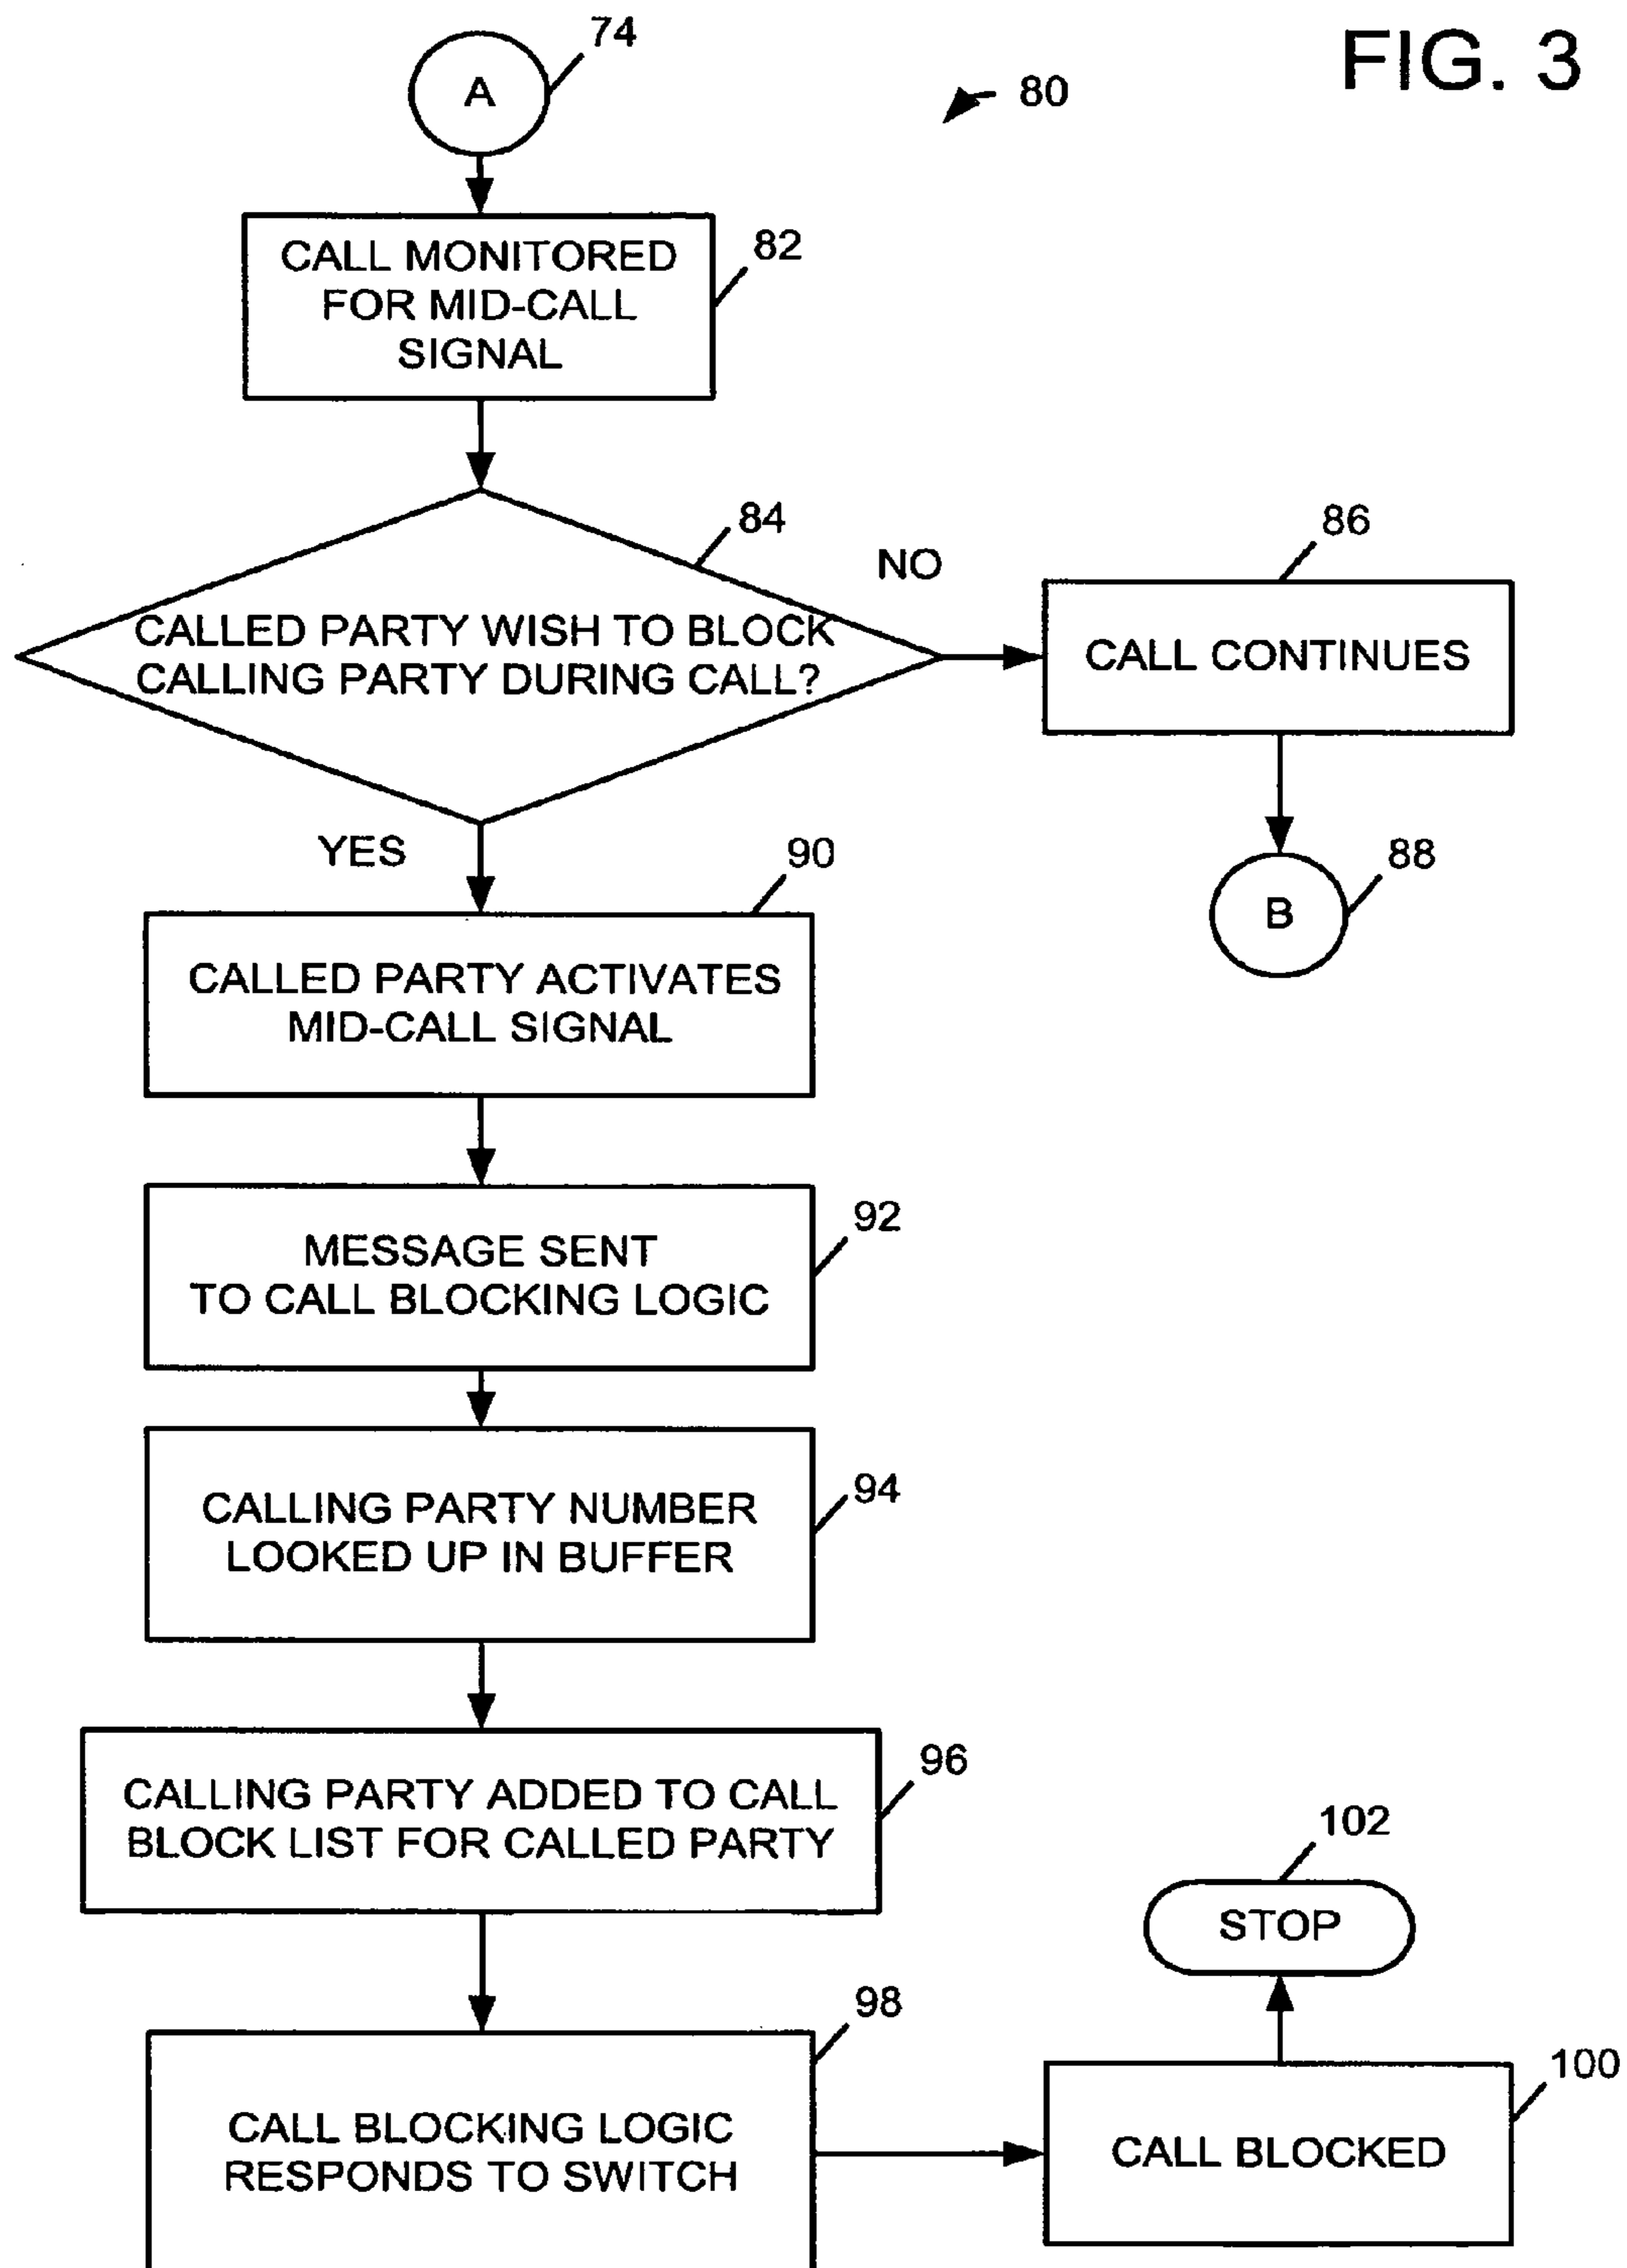 FIG. 3
74
A
80
CALL MONITORED
FOR MID-CALL
SIGNAL
82
84
CALLED PARTY WISH TO BLOCK
CALLING PARTY DURING CALL?
NO
86
CALL CONTINUES
88
B
YES
90
CALLED PARTY ACTIVATES
MID-CALL SIGNAL
92
MESSAGE SENT
TO CALL BLOCKING LOGIC
94
CALLING PARTY NUMBER
LOOKED UP IN BUFFER
96
CALLING PARTY ADDED TO CALL
BLOCK LIST FOR CALLED PARTY
98
CALL BLOCKING LOGIC
RESPONDS TO SWITCH
102
STOP
100
CALL BLOCKED